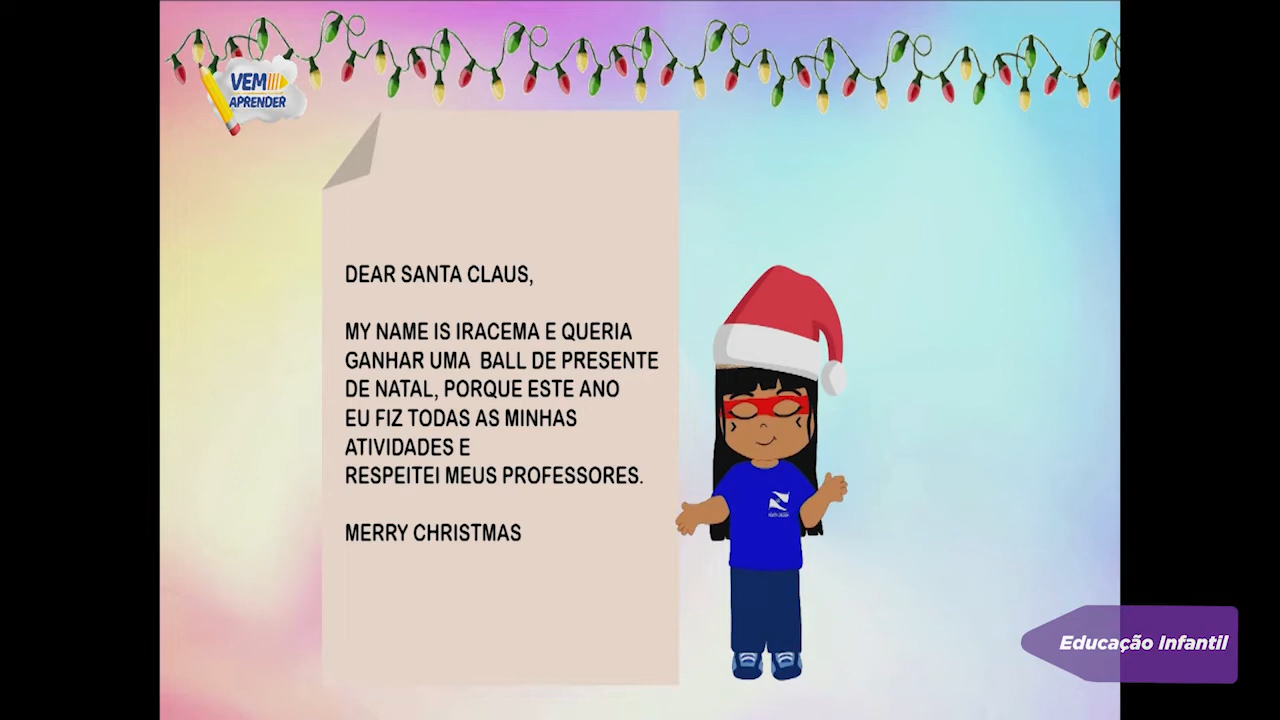 VEM
APRENDER
DEAR SANTA CLAUS,
MY NAME IS IRACEMA E QUERIA
GANHAR UMA BALL DE PRESENTE
DE NATAL, PORQUE ESTE ANO
EU FIZ TODAS AS MINHAS
ATIVIDADES E
RESPEITEI MEUS PROFESSORES.
MERRY CHRISTMAS
Educação Infantil